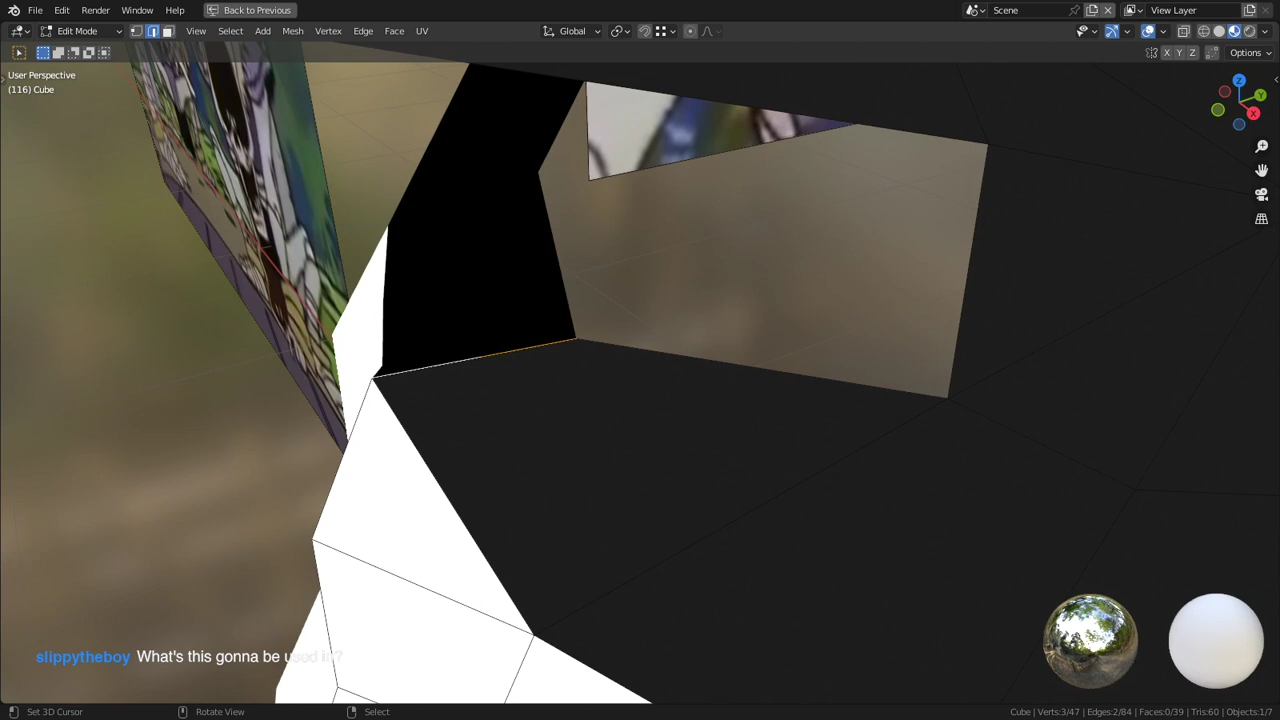 File Edit Render Window Help Back to Previous Scene View Layer
Edit Mode View Select Add Mesh Vertex Edge Face UV Global
X Y Z Options
User Perspective
(116) Cube
Z
Y
X
slippytheboy What's this gonna be used in?
Set 3D Cursor Rotate View Select Cube | Verts:3/47 | Edges:2/84 | Faces:0/39 | Tris:60 | Objects:1/7